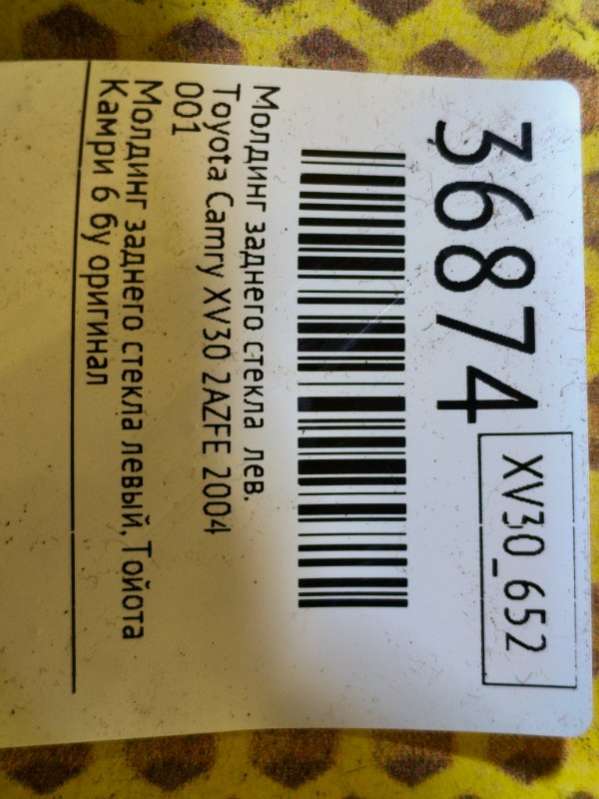 36874
XV30_652
Молдинг заднего стекла лев.
Toyota Camry XV30 2AZFE 2004
001
Молдинг заднего стекла левый, Тойота
Камри 6 бу оригинал